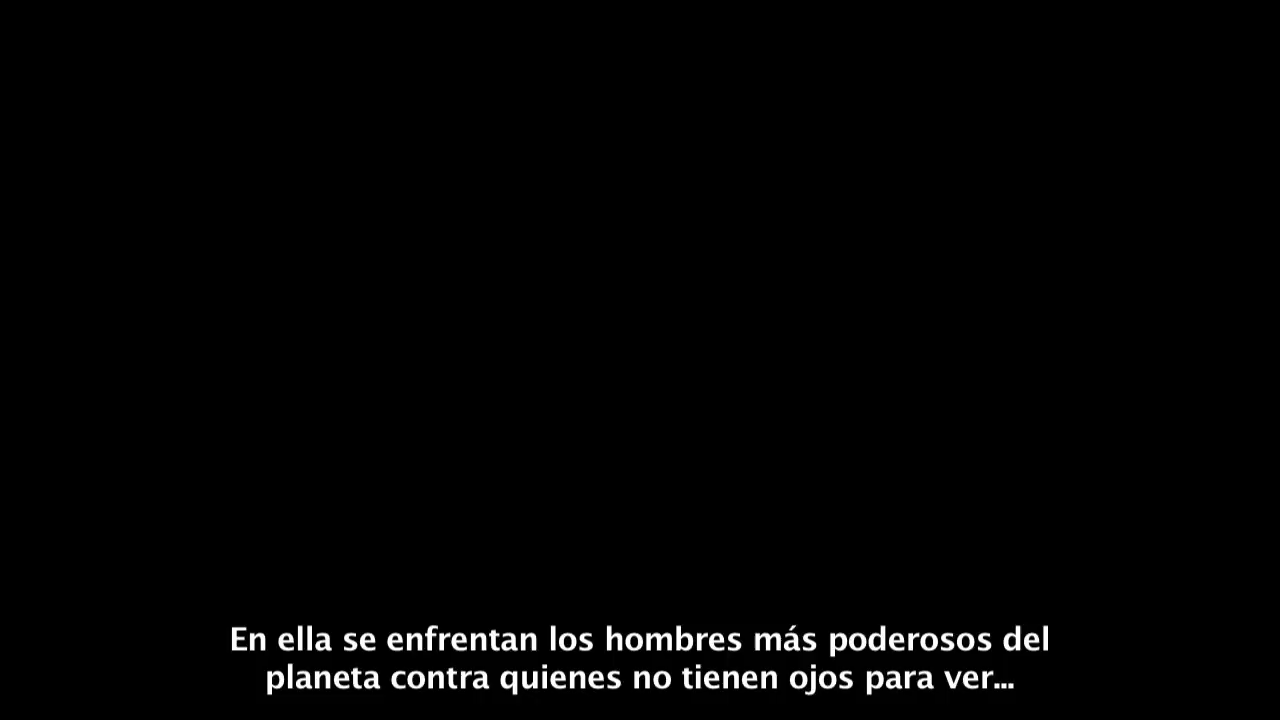 En ella se enfrentan los hombres más poderosos del
planeta contra quienes no tienen ojos para ver...